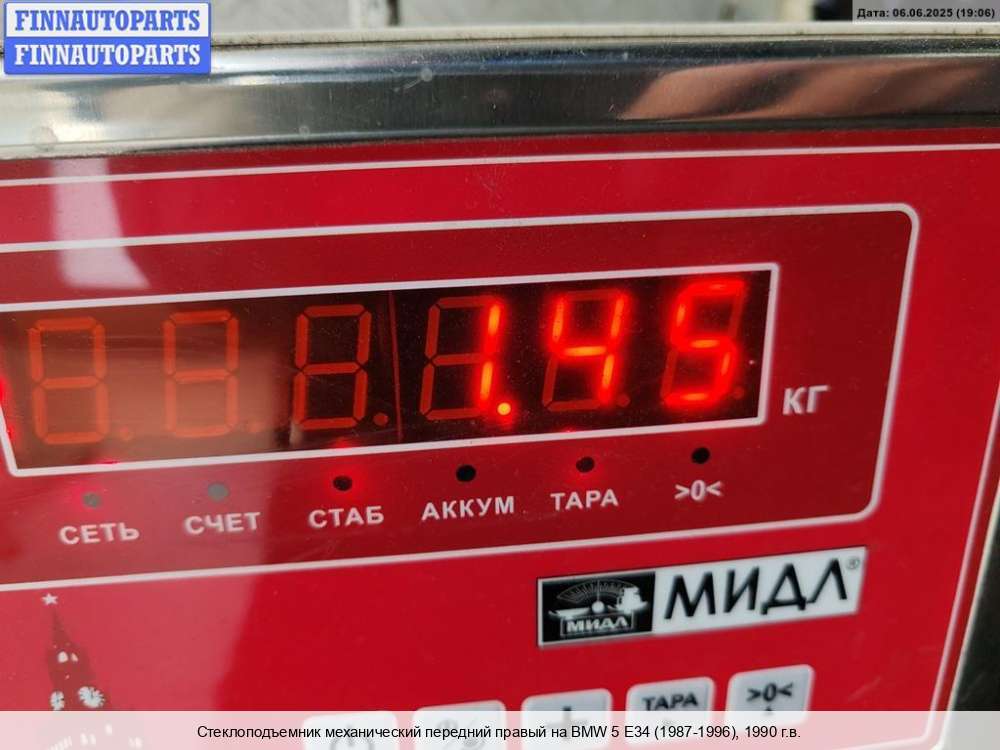 FINNAUTOPARTS
FINNAUTOPARTS
Дата: 06.06.2025 (19:06)
1.45
КГ
СЕТЬ СЧЕТ СТАБ АККУМ ТАРА >0<
МИДЛ МИДЛ®
ТАРА >0<
Стеклоподъемник механический передний правый на BMW 5 E34 (1987-1996), 1990 г.в.